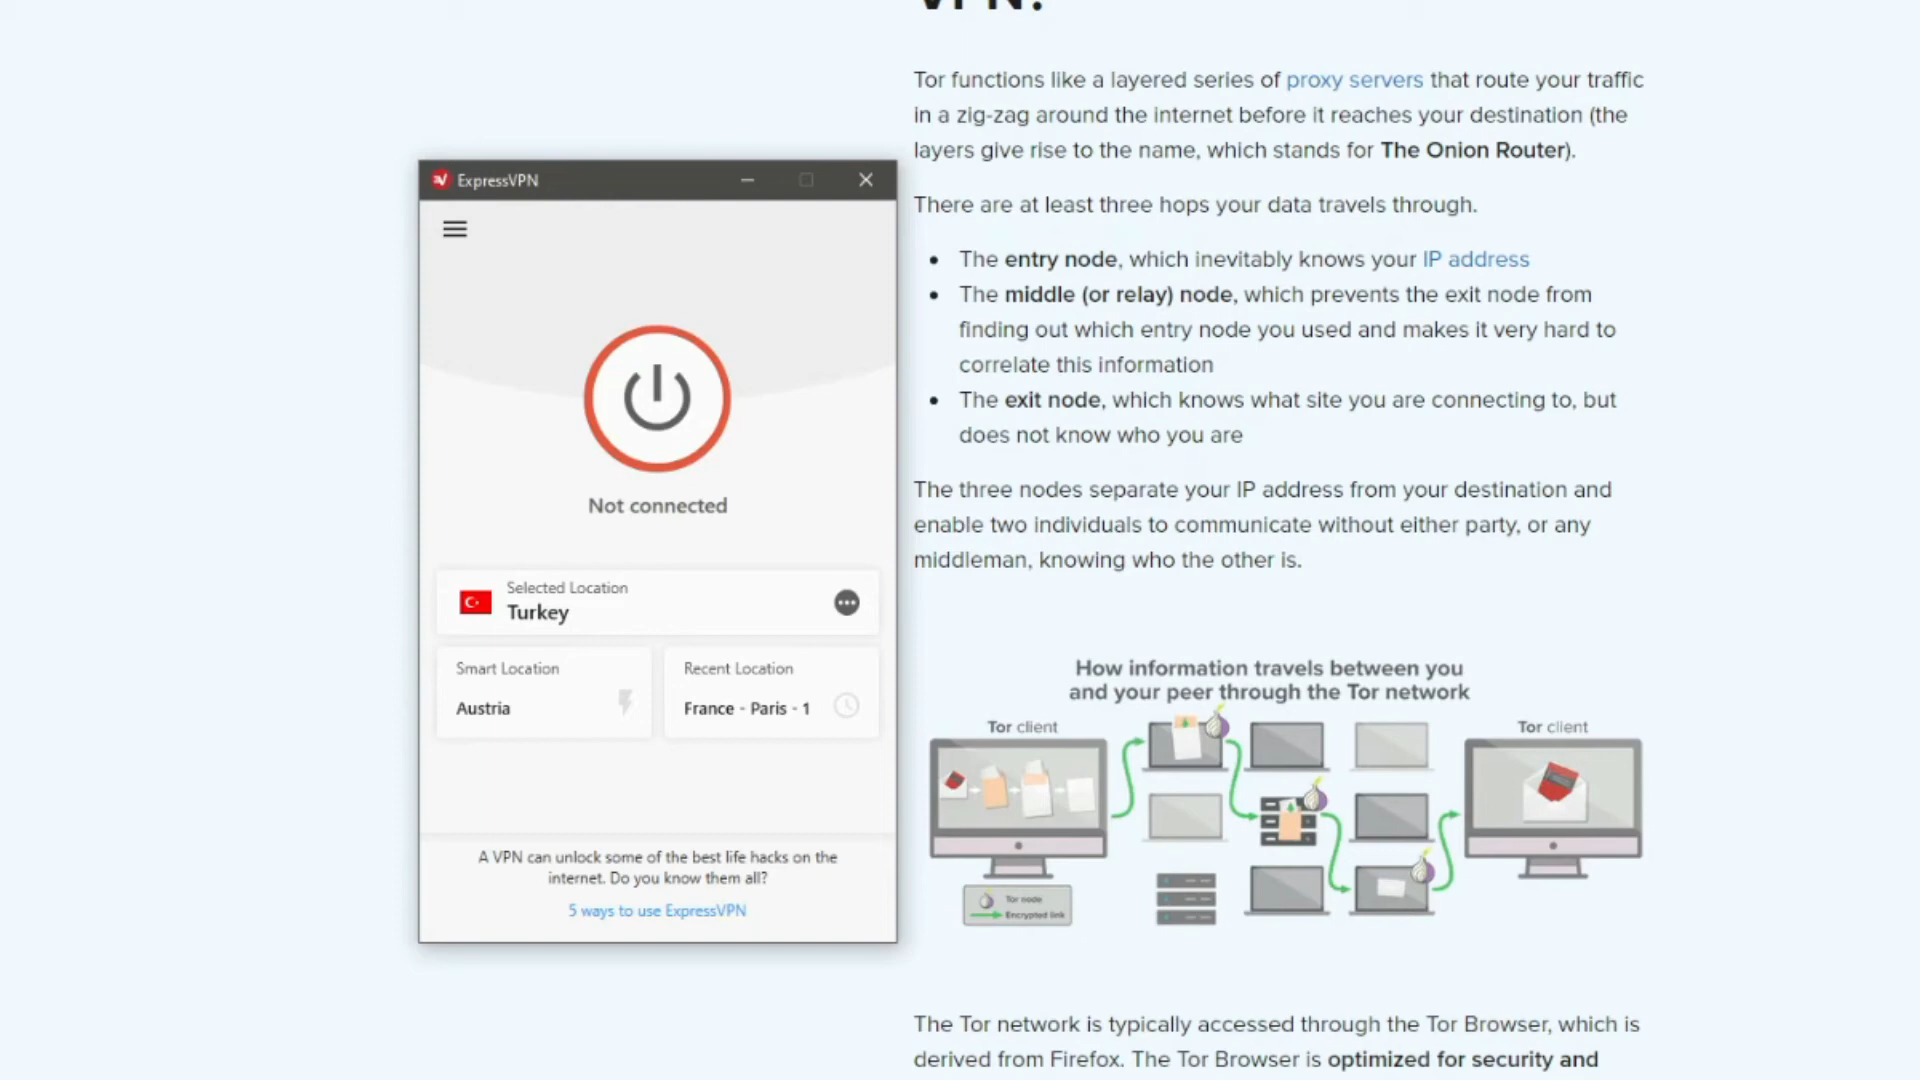 VPN?
Tor functions like a layered series of proxy servers that route your traffic
in a zig-zag around the internet before it reaches your destination (the
layers give rise to the name, which stands for The Onion Router).
There are at least three hops your data travels through.
• The entry node, which inevitably knows your IP address
• The middle (or relay) node, which prevents the exit node from
finding out which entry node you used and makes it very hard to
correlate this information
• The exit node, which knows what site you are connecting to, but
does not know who you are
The three nodes separate your IP address from your destination and
enable two individuals to communicate without either party, or any
middleman, knowing who the other is.
How information travels between you
and your peer through the Tor network
Tor client
Tor client
Tor node
Encrypted link
The Tor network is typically accessed through the Tor Browser, which is
derived from Firefox. The Tor Browser is optimized for security and
ExpressVPN
Not connected
Selected Location
Turkey
Smart Location
Austria
Recent Location
France - Paris - 1
A VPN can unlock some of the best life hacks on the
internet. Do you know them all?
5 ways to use ExpressVPN